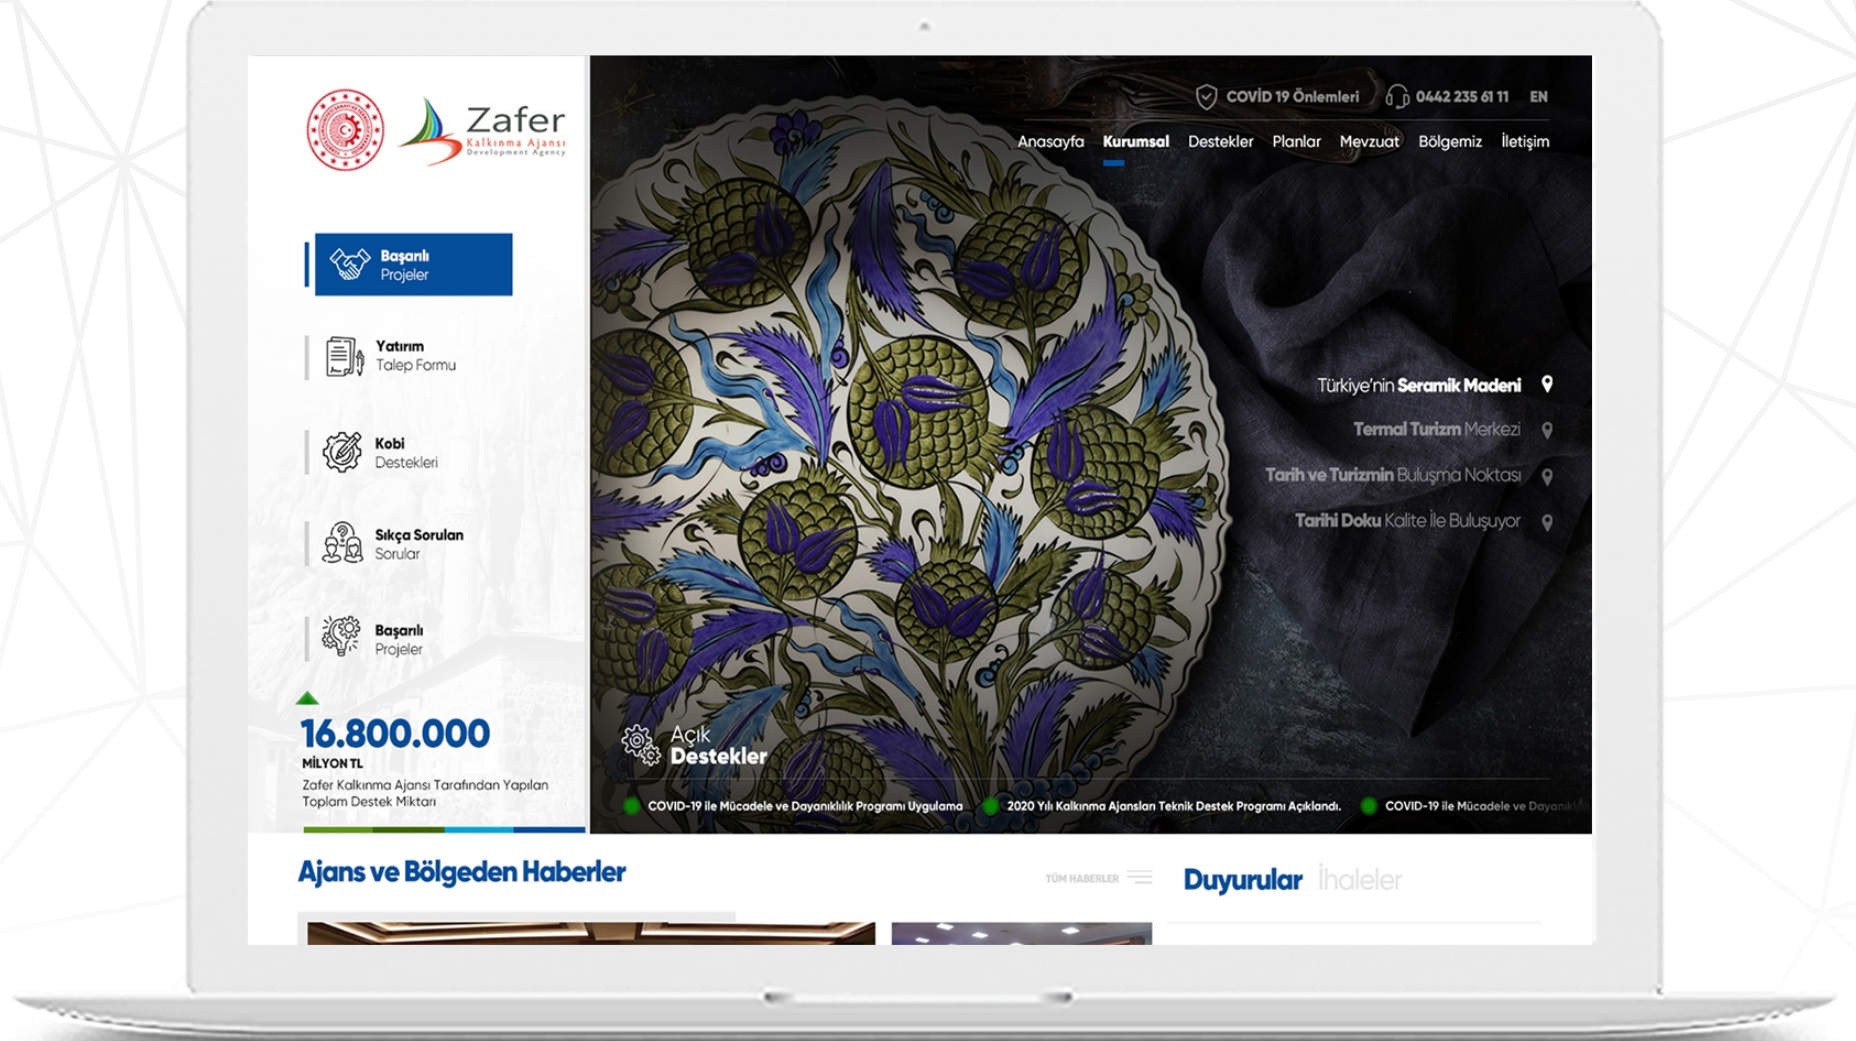 Zafer
Kalkınma Ajansı
Development Agency
COVİD 19 Önlemleri
0442 235 61 11
EN
Anasayfa
Kurumsal
Destekler
Planlar
Mevzuat
Bölgemiz
İletişim
Başarılı
Projeler
Yatırım
Talep Formu
Kobi
Destekleri
Sıkça Sorulan
Sorular
Başarılı
Projeler
16.800.000
MİLYON TL
Zafer Kalkınma Ajansı Tarafından Yapılan
Toplam Destek Miktarı
Türkiye'nin Seramik Madeni
Termal Turizm Merkezi
Tarih ve Turizmin Buluşma Noktası
Tarihi Doku Kalite İle Buluşuyor
Açık
Destekler
COVID-19 ile Mücadele ve Dayanıklılık Programı Uygulama
2020 Yılı Kalkınma Ajansları Teknik Destek Programı Açıklandı.
COVID-19 ile Mücadele ve
Ajans ve Bölgeden Haberler
TÜM HABERLER
Duyurular
İhaleler